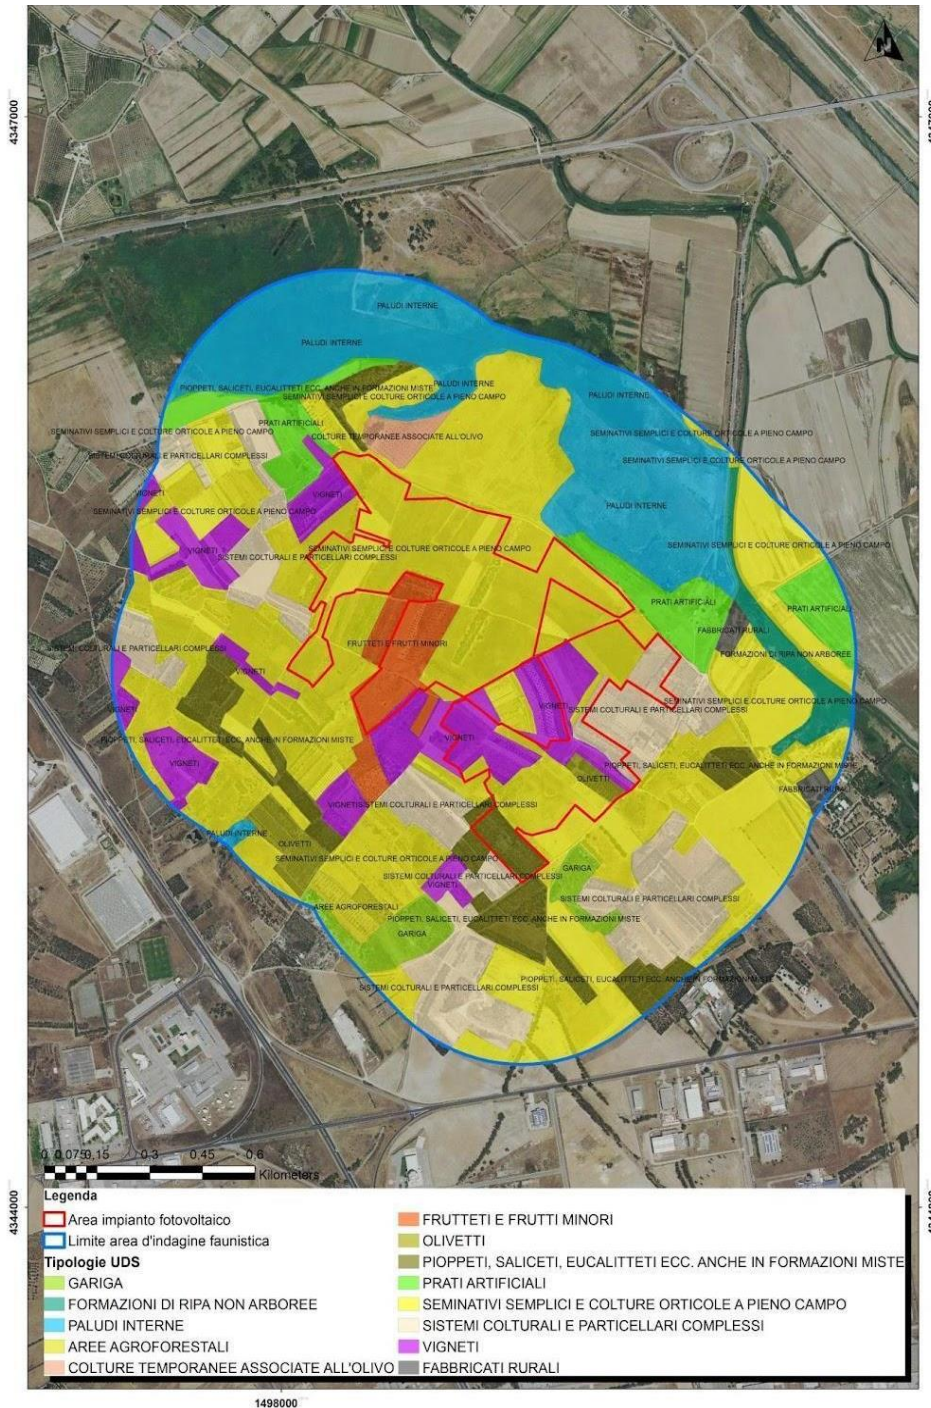 N
4347000
4347000
PALUDI INTERNE
PALUDI INTERNE
PIOPPETI, SALICETI, EUCALITTETI ECC. ANCHE IN FORMAZIONI MISTE
PALUDI INTERNE
SEMINATIVI SEMPLICI E COLTURE ORTICOLE A PIENO CAMPO
PALUDI INTERNE
PRATI ARTIFICIALI
SEMINATIVI SEMPLICI E COLTURE ORTICOLE A PIENO CAMPO
COLTURE TEMPORANEE ASSOCIATE ALL'OLIVO
SEMINATIVI SEMPLICI E COLTURE ORTICOLE A PIENO CAMPO
SISTEMI COLTURALI E PARTICELLARI COMPLESSI
SEMINATIVI SEMPLICI E COLTURE ORTICOLE A PIENO CAMPO
VIGNETI
VIGNETI
PALUDI INTERNE
SEMINATIVI SEMPLICI E COLTURE ORTICOLE A PIENO CAMPO
SEMINATIVI SEMPLICI E COLTURE ORTICOLE A PIENO CAMPO
VIGNETI
SEMINATIVI SEMPLICI E COLTURE ORTICOLE A PIENO CAMPO
SISTEMI COLTURALI E PARTICELLARI COMPLESSI
PRATI ARTIFICIALI
PRATI ARTIFICIALI
FABBRICATI RURALI
FRUTTETI E FRUTTI MINORI
SISTEMI COLTURALI E PARTICELLARI COMPLESSI
FORMAZIONI DI RIPA NON ARBOREE
VIGNETI
SEMINATIVI SEMPLICI E COLTURE ORTICOLE A PIENO CAMPO
VIGNETI
VIGNETI
SISTEMI COLTURALI E PARTICELLARI COMPLESSI
PIOPPETI, SALICETI, EUCALITTETI ECC. ANCHE IN FORMAZIONI MISTE
VIGNETI
VIGNETI
PIOPPETI, SALICETI, EUCALITTETI ECC. ANCHE IN FORMAZIONI MISTE
OLIVETTI
FABBRICATI RURALI
VIGNETI
SISTEMI COLTURALI E PARTICELLARI COMPLESSI
PALUDI INTERNE
OLIVETTI
SEMINATIVI SEMPLICI E COLTURE ORTICOLE A PIENO CAMPO
GARIGA
SISTEMI COLTURALI E PARTICELLARI COMPLESSI
VIGNETI
SISTEMI COLTURALI E PARTICELLARI COMPLESSI
AREE AGROFORESTALI
PIOPPETI, SALICETI, EUCALITTETI ECC. ANCHE IN FORMAZIONI MISTE
GARIGA
PIOPPETI, SALICETI, EUCALITTETI ECC. ANCHE IN FORMAZIONI MISTE
SISTEMI COLTURALI E PARTICELLARI COMPLESSI
0 0.075 0,15 0.3 0.45 0.6
Kilometers
4344000
Legenda
Area impianto fotovoltaico
Limite area d'indagine faunistica
Tipologie UDS
GARIGA
FORMAZIONI DI RIPA NON ARBOREE
PALUDI INTERNE
AREE AGROFORESTALI
COLTURE TEMPORANEE ASSOCIATE ALL'OLIVO
FRUTTETI E FRUTTI MINORI
OLIVETTI
PIOPPETI, SALICETI, EUCALITTETI ECC. ANCHE IN FORMAZIONI MISTE
PRATI ARTIFICIALI
SEMINATIVI SEMPLICI E COLTURE ORTICOLE A PIENO CAMPO
SISTEMI COLTURALI E PARTICELLARI COMPLESSI
VIGNETI
FABBRICATI RURALI
1498000